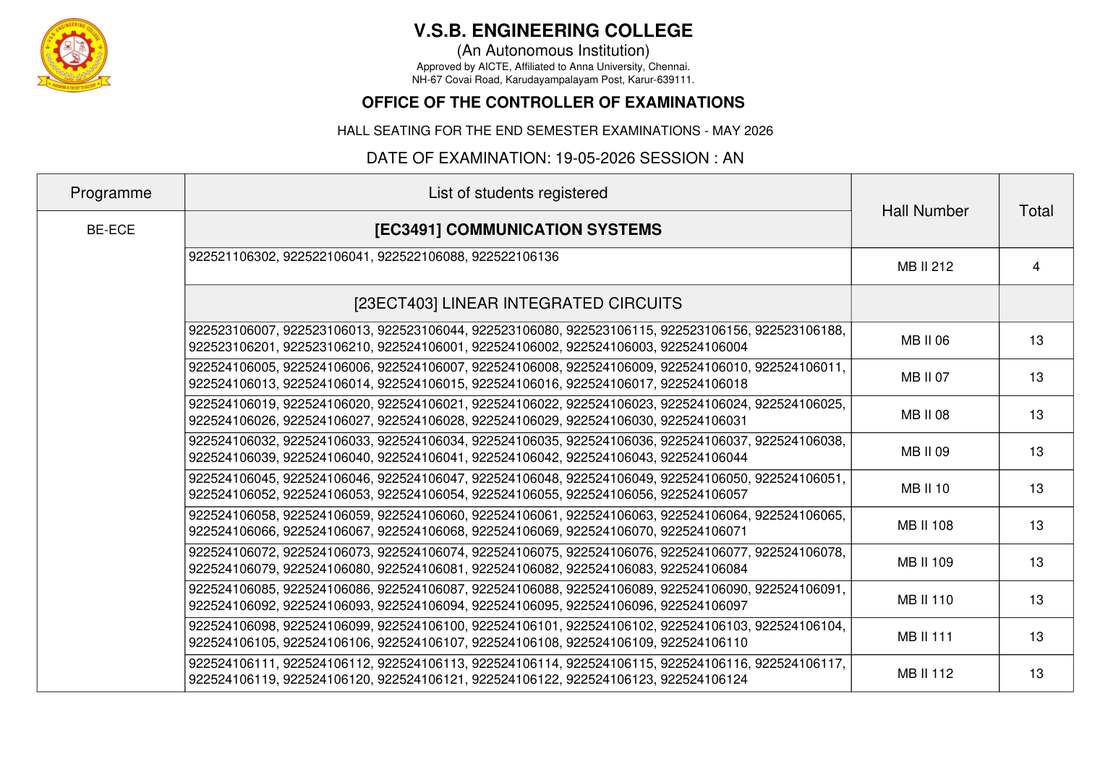 V.S.B. ENGINEERING COLLEGE
(An Autonomous Institution)
Approved by AICTE, Affiliated to Anna University, Chennai.
NH-67 Covai Road, Karudayampalayam Post, Karur-639111.
OFFICE OF THE CONTROLLER OF EXAMINATIONS
HALL SEATING FOR THE END SEMESTER EXAMINATIONS - MAY 2026
DATE OF EXAMINATION: 19-05-2026 SESSION : AN
Programme List of students registered Hall Number Total
BE-ECE [EC3491] COMMUNICATION SYSTEMS
922521106302, 922522106041, 922522106088, 922522106136 MB II 212 4
[23ECT403] LINEAR INTEGRATED CIRCUITS
922523106007, 922523106013, 922523106044, 922523106080, 922523106115, 922523106156, 922523106188,
922523106201, 922523106210, 922524106001, 922524106002, 922524106003, 922524106004 MB II 06 13
922524106005, 922524106006, 922524106007, 922524106008, 922524106009, 922524106010, 922524106011,
922524106013, 922524106014, 922524106015, 922524106016, 922524106017, 922524106018 MB II 07 13
922524106019, 922524106020, 922524106021, 922524106022, 922524106023, 922524106024, 922524106025,
922524106026, 922524106027, 922524106028, 922524106029, 922524106030, 922524106031 MB II 08 13
922524106032, 922524106033, 922524106034, 922524106035, 922524106036, 922524106037, 922524106038,
922524106039, 922524106040, 922524106041, 922524106042, 922524106043, 922524106044 MB II 09 13
922524106045, 922524106046, 922524106047, 922524106048, 922524106049, 922524106050, 922524106051,
922524106052, 922524106053, 922524106054, 922524106055, 922524106056, 922524106057 MB II 10 13
922524106058, 922524106059, 922524106060, 922524106061, 922524106063, 922524106064, 922524106065,
922524106066, 922524106067, 922524106068, 922524106069, 922524106070, 922524106071 MB II 108 13
922524106072, 922524106073, 922524106074, 922524106075, 922524106076, 922524106077, 922524106078,
922524106079, 922524106080, 922524106081, 922524106082, 922524106083, 922524106084 MB II 109 13
922524106085, 922524106086, 922524106087, 922524106088, 922524106089, 922524106090, 922524106091,
922524106092, 922524106093, 922524106094, 922524106095, 922524106096, 922524106097 MB II 110 13
922524106098, 922524106099, 922524106100, 922524106101, 922524106102, 922524106103, 922524106104,
922524106105, 922524106106, 922524106107, 922524106108, 922524106109, 922524106110 MB II 111 13
922524106111, 922524106112, 922524106113, 922524106114, 922524106115, 922524106116, 922524106117,
922524106119, 922524106120, 922524106121, 922524106122, 922524106123, 922524106124 MB II 112 13